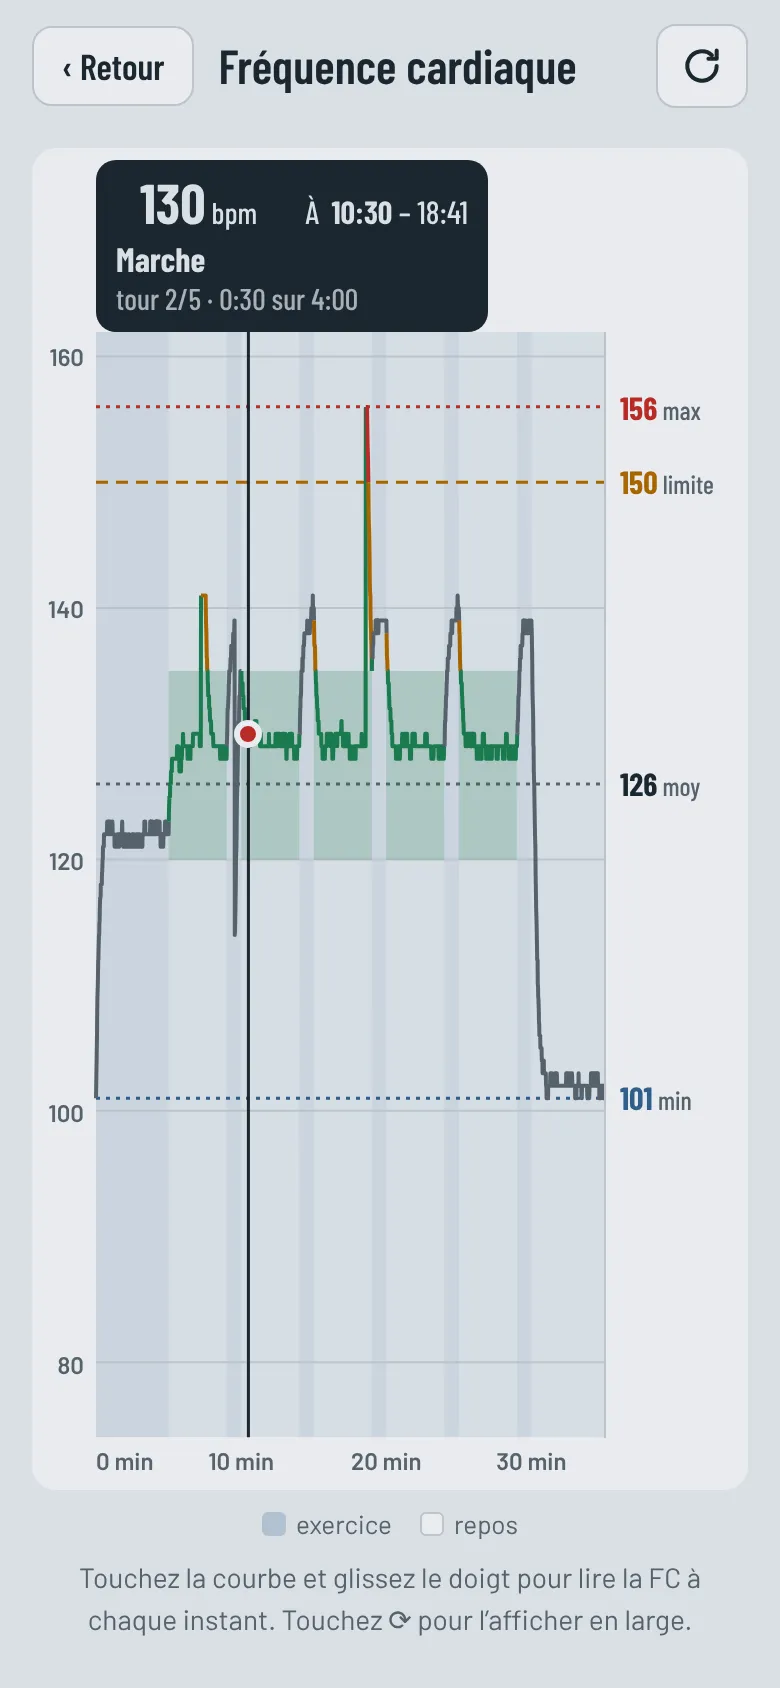 ‹ Retour
Fréquence cardiaque
130 bpm
À 10:30 – 18:41
Marche
tour 2/5 · 0:30 sur 4:00
160
140
120
100
80
156 max
150 limite
126 moy
101 min
0 min
10 min
20 min
30 min
exercice
repos
Touchez la courbe et glissez le doigt pour lire la FC à
chaque instant. Touchez ⟳ pour l’afficher en large.